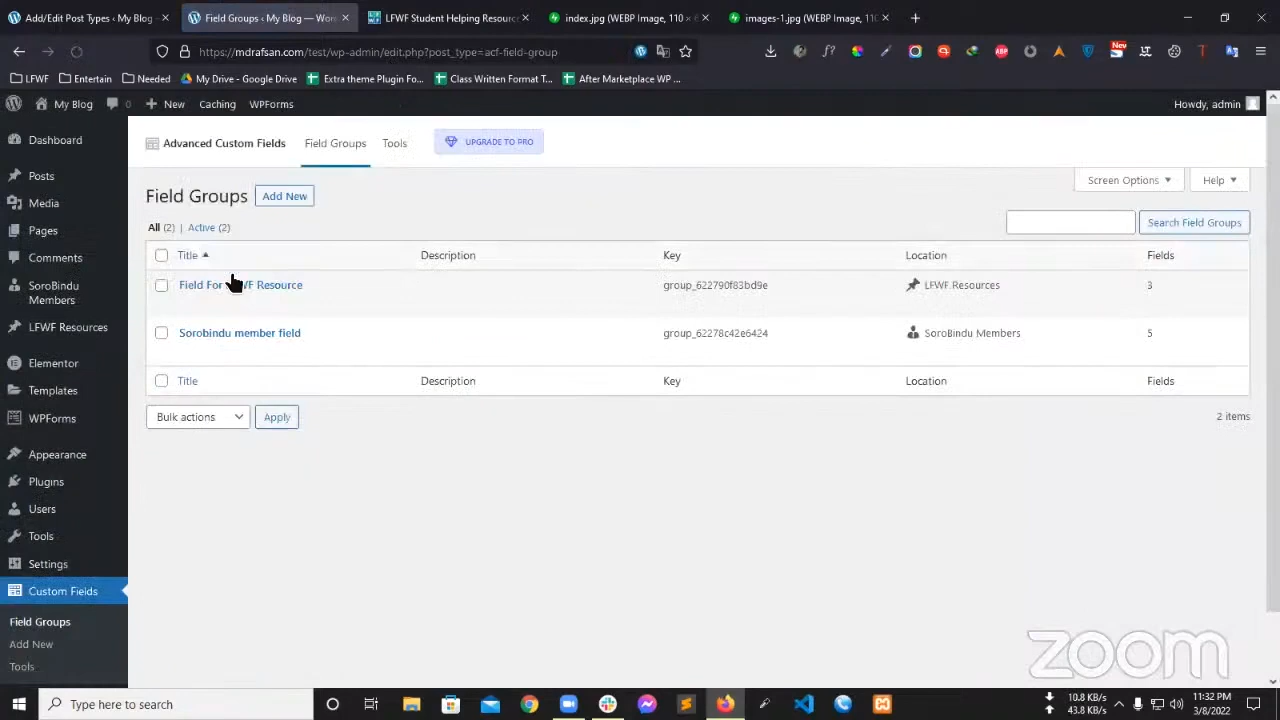 Add/Edit Post Types ‹ My Blog —
Field Groups ‹ My Blog — Wor
LFWF Student Helping Resource
index.jpg (WEBP Image, 110 ×
images-1.jpg (WEBP Image, 110
https://mdrafsan.com/test/wp-admin/edit.php?post_type=acf-field-group
New
LFWF
Entertain
Needed
My Drive - Google Drive
Extra theme Plugin Fo...
Class Written Format T...
After Marketplace WP ...
My Blog
0
New
Caching
WPForms
Howdy, admin
Dashboard
Posts
Media
Pages
Comments
SoroBindu
Members
LFWF Resources
Elementor
Templates
WPForms
Appearance
Plugins
Users
Tools
Settings
Custom Fields
Field Groups
Add New
Tools
Advanced Custom Fields
Field Groups
Tools
UPGRADE TO PRO
Screen Options
Help
Field Groups
Add New
All (2) | Active (2)
Search Field Groups
Title Description Key Location Fields
Field For Resource group_622790f83bd9e LFWF Resources 3
Sorobindu member field group_62278c42e6424 SoroBindu Members 5
Title Description Key Location Fields
Bulk actions
Apply
2 items
zoom
Type here to search
10.8 KB/s
43.8 KB/s
11:32 PM
3/8/2022